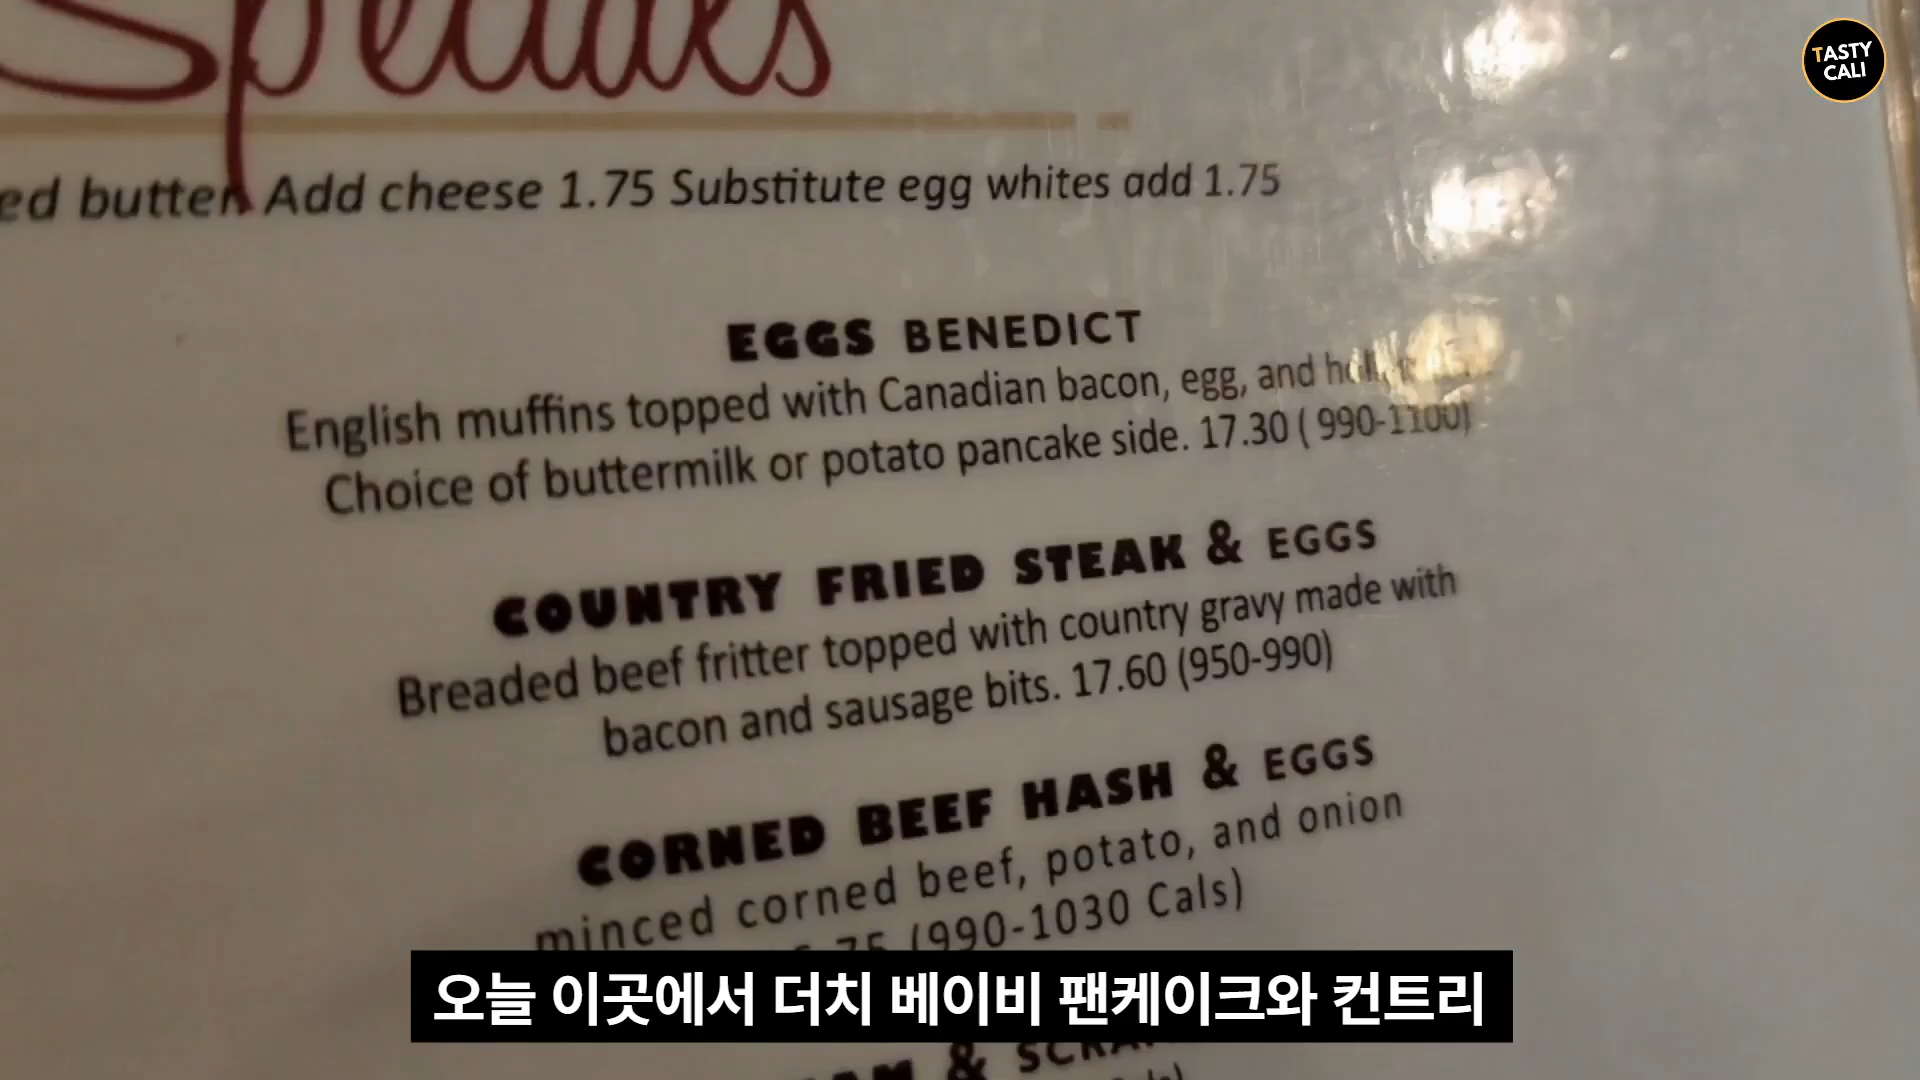 Specials
TASTY
CALI
ed butter Add cheese 1.75 Substitute egg whites add 1.75
EGGS BENEDICT
English muffins topped with Canadian bacon, egg, and
Choice of buttermilk or potato pancake side. 17.30 ( 990-1100)
COUNTRY FRIED STEAK & EGGS
Breaded beef fritter topped with country gravy made with
bacon and sausage bits. 17.60 (950-990)
CORNED BEEF HASH & EGGS
minced corned beef, potato, and onion
(990-1030 Cals)
오늘 이곳에서 더치 베이비 팬케이크와 컨트리
&